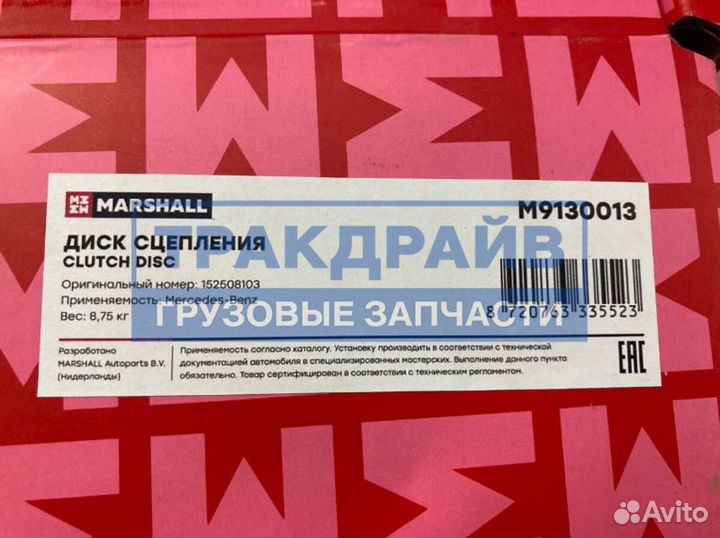 MARSHALL
M9130013
ТРАКДРАЙВ
ДИСК СЦЕПЛЕНИЯ
CLUTCH DISC
Оригинальный номер: 152508103
Применяемость: Mercedes-Benz
ГРУЗОВЫЕ ЗАПЧАСТИ
Вес: 8,75 кг
8 720763 335523
Разработано
MARSHALL Autoparts B.V.
(Нидерланды)
Применяемость согласно каталогу. Установку производить в соответствии с технической
документацией автомобиля в специализированных мастерских. Выполнение данного пункта
обязательно. Товар сертифицирован в соответствии с техническим регламентом.
EAC
Avito